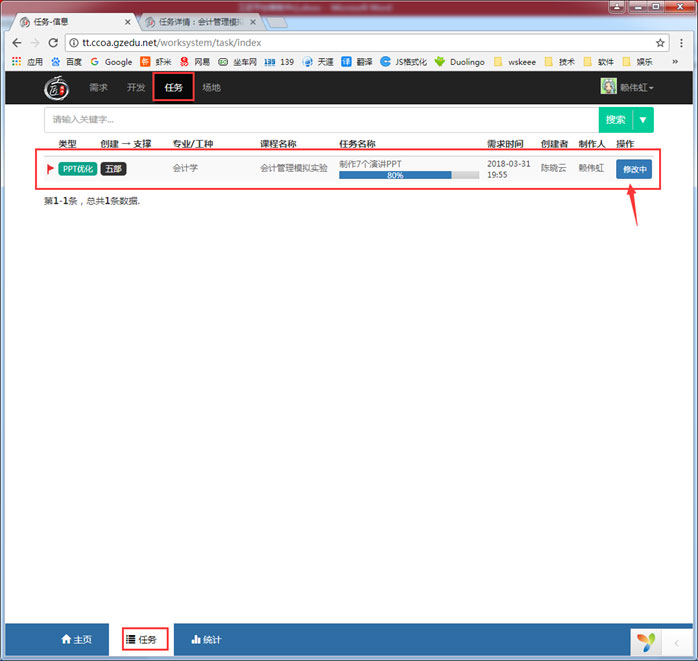 任务-信息
任务详情：会计管理模拟
tt.ccoa.gzedu.net/worksystem/task/index
应用 百度 Google 虾米 网易 坐车网 139 139 天涯 译 翻译 JS格式化 Duolingo wskeee 技术 软件 娱乐 »
需求 开发 任务 场地 赖伟虹
请输入关键字... 搜索
类型 创建 → 支撑 专业/工种 课程名称 任务名称 需求时间 创建者 制作人 操作
PPT优化 五部 会计学 会计管理模拟实验 制作7个演讲PPT 2018-03-31 陈晓云 赖伟虹 修改中
80% 19:55
第1-1条，总共1条数据.
主页 任务 统计